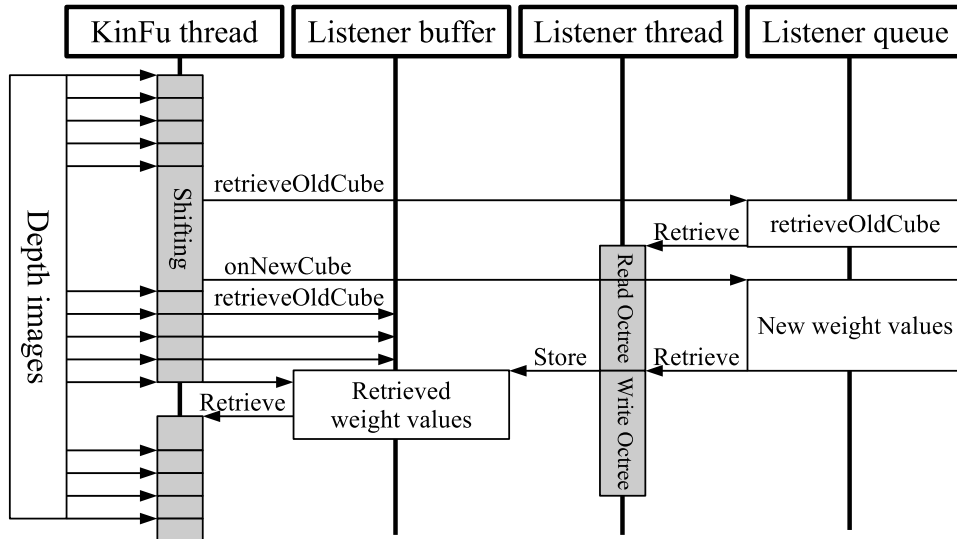 KinFu thread
Listener buffer
Listener thread
Listener queue
Depth images
Shifting
retrieveOldCube
retrieveOldCube
Retrieve
onNewCube
retrieveOldCube
Read Octree
New weight values
Store
Retrieve
Retrieve
Retrieved
weight values
Write Octree